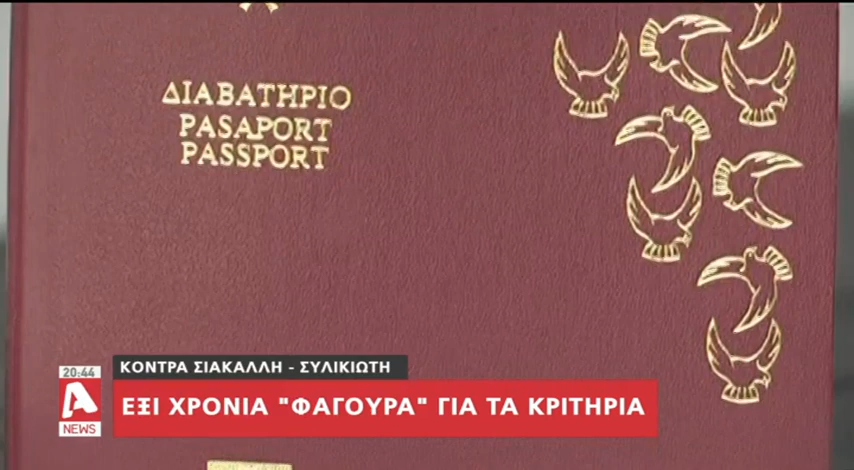 ΔΙΑΒΑΤΗΡΙΟ
PASAPORT
PASSPORT
20:44
ΚΟΝΤΡΑ ΣΙΑΚΑΛΛΗ - ΣΥΛΙΚΙΩΤΗ
ΕΞΙ ΧΡΟΝΙΑ "ΦΑΓΟΥΡΑ" ΓΙΑ ΤΑ ΚΡΙΤΗΡΙΑ
A
NEWS